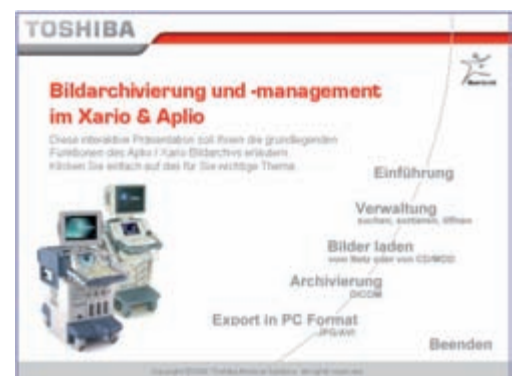 TOSHIBA
Bildarchivierung und -management
im Xario & Aplio
Diese interaktive Präsentation soll Ihnen die grundlegenden
Funktionen des Aplio / Xario Bildarchivs erläutern.
Klicken Sie einfach auf das für Sie wichtige Thema.
Einführung
Verwaltung
suchen, sortieren, öffnen
Bilder laden
vom Netz oder von CD/MOD
Archivierung
DICOM
Export in PC Format
JPG/AVI
Beenden